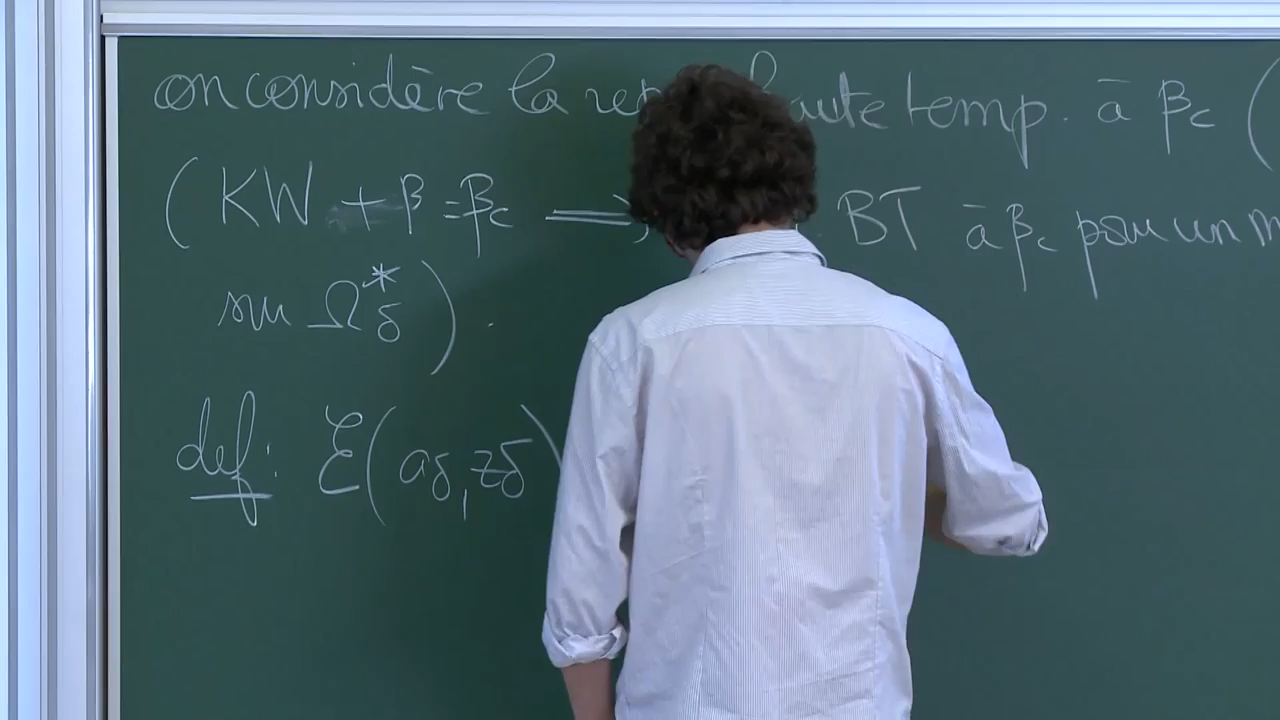 on considère la rep haute temp. à βc (
(KW + β = βc ⟹ BT à βc pour un m
sur Ω*δ).
def: ℰ(aδ, zδ)